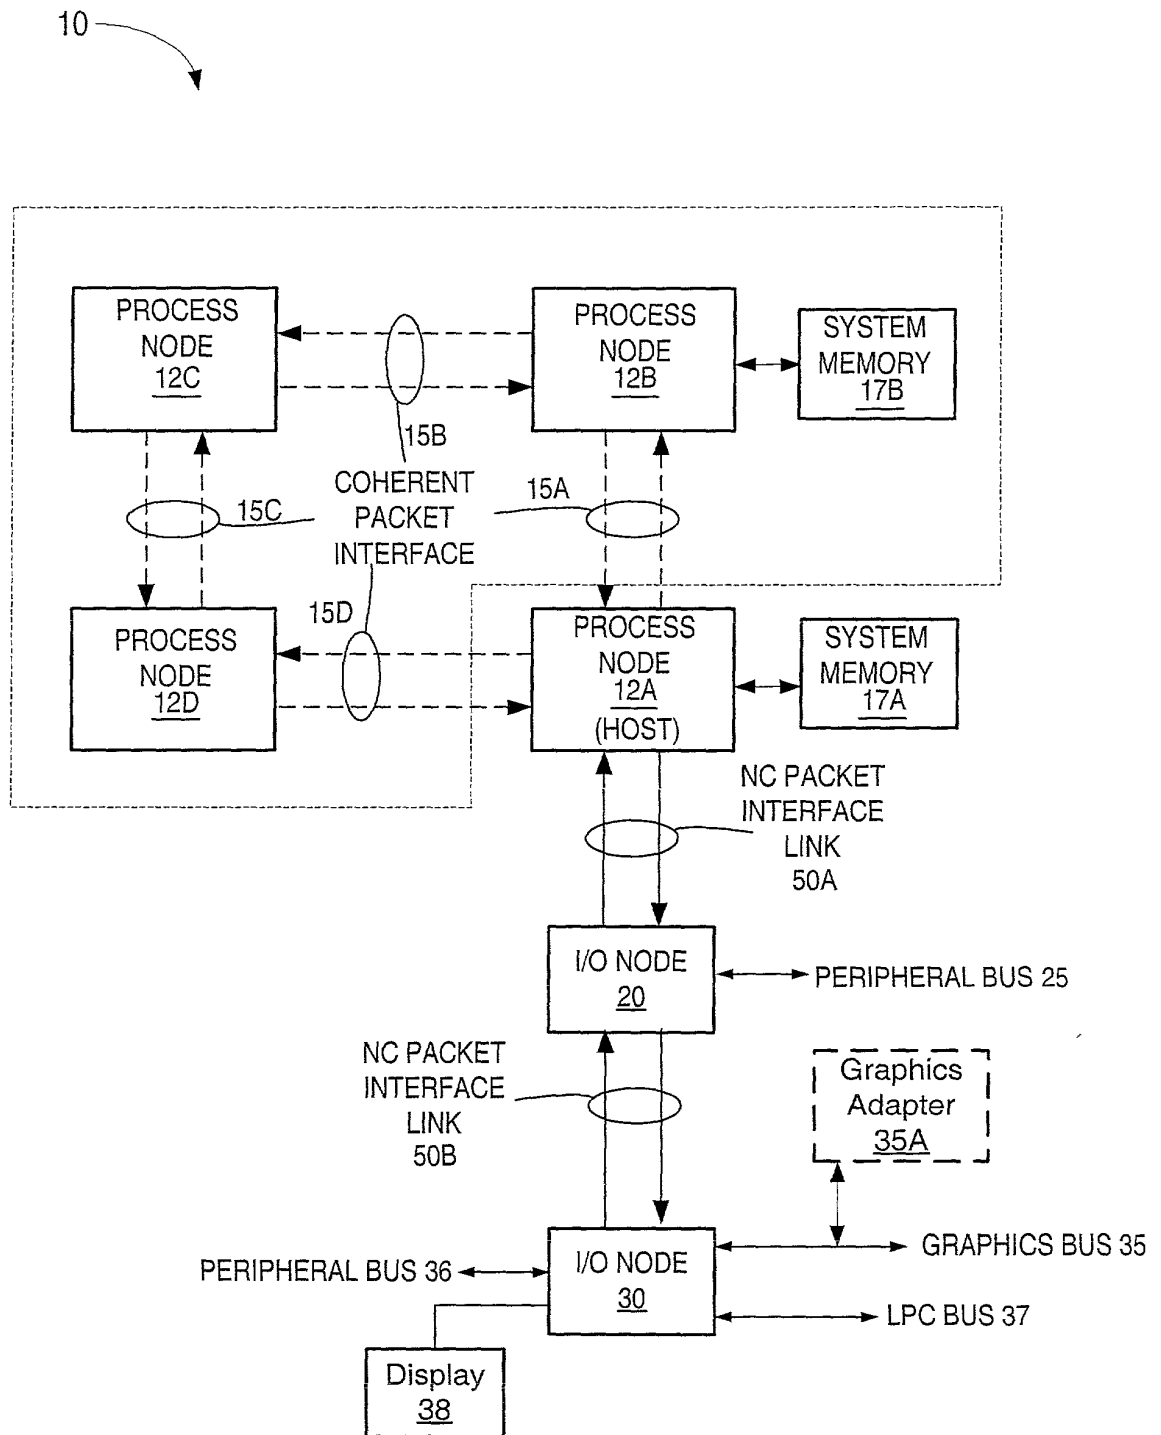 10
PROCESS
NODE
12C
PROCESS
NODE
12B
SYSTEM
MEMORY
17B
15B
COHERENT
PACKET
INTERFACE
15A
15C
15D
PROCESS
NODE
12D
PROCESS
NODE
12A
(HOST)
SYSTEM
MEMORY
17A
NC PACKET
INTERFACE
LINK
50A
I/O NODE
20
PERIPHERAL BUS 25
NC PACKET
INTERFACE
LINK
50B
Graphics
Adapter
35A
GRAPHICS BUS 35
PERIPHERAL BUS 36
I/O NODE
30
LPC BUS 37
Display
38